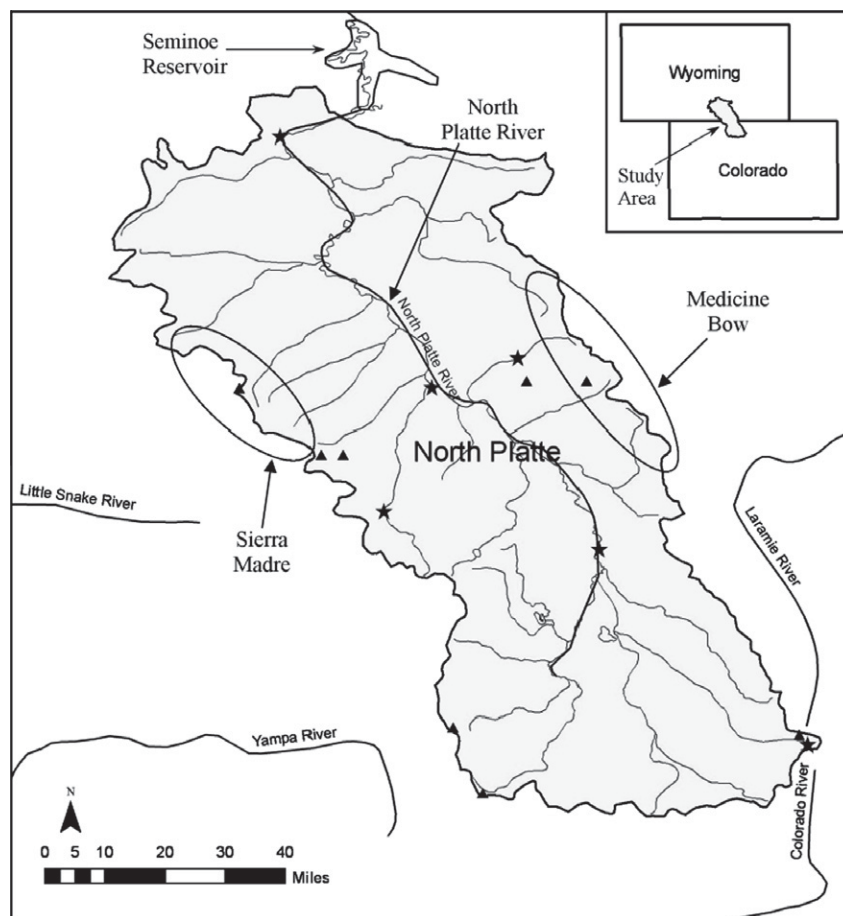 Seminoe
Reservoir
North
Platte River
Wyoming
Study
Area
Colorado
Medicine
Bow
North Platte River
North Platte
Little Snake River
Sierra
Madre
Laramie River
Yampa River
Colorado River
N
0 5 10 20 30 40
Miles